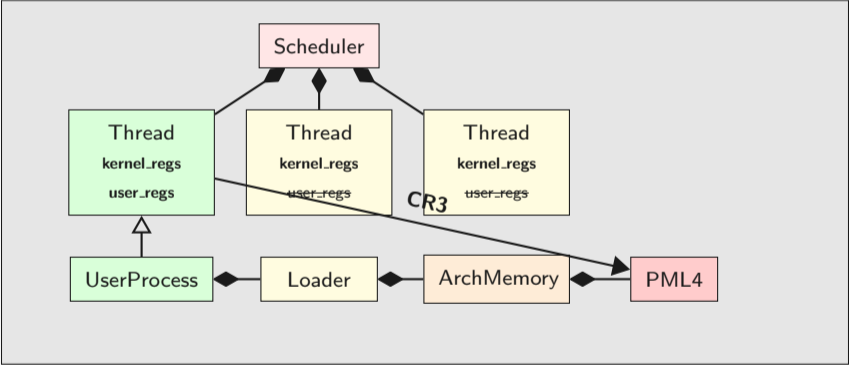 Scheduler
Thread
kernel_regs
user_regs
Thread
kernel_regs
user_regs
Thread
kernel_regs
user_regs
CR3
UserProcess
Loader
ArchMemory
PML4